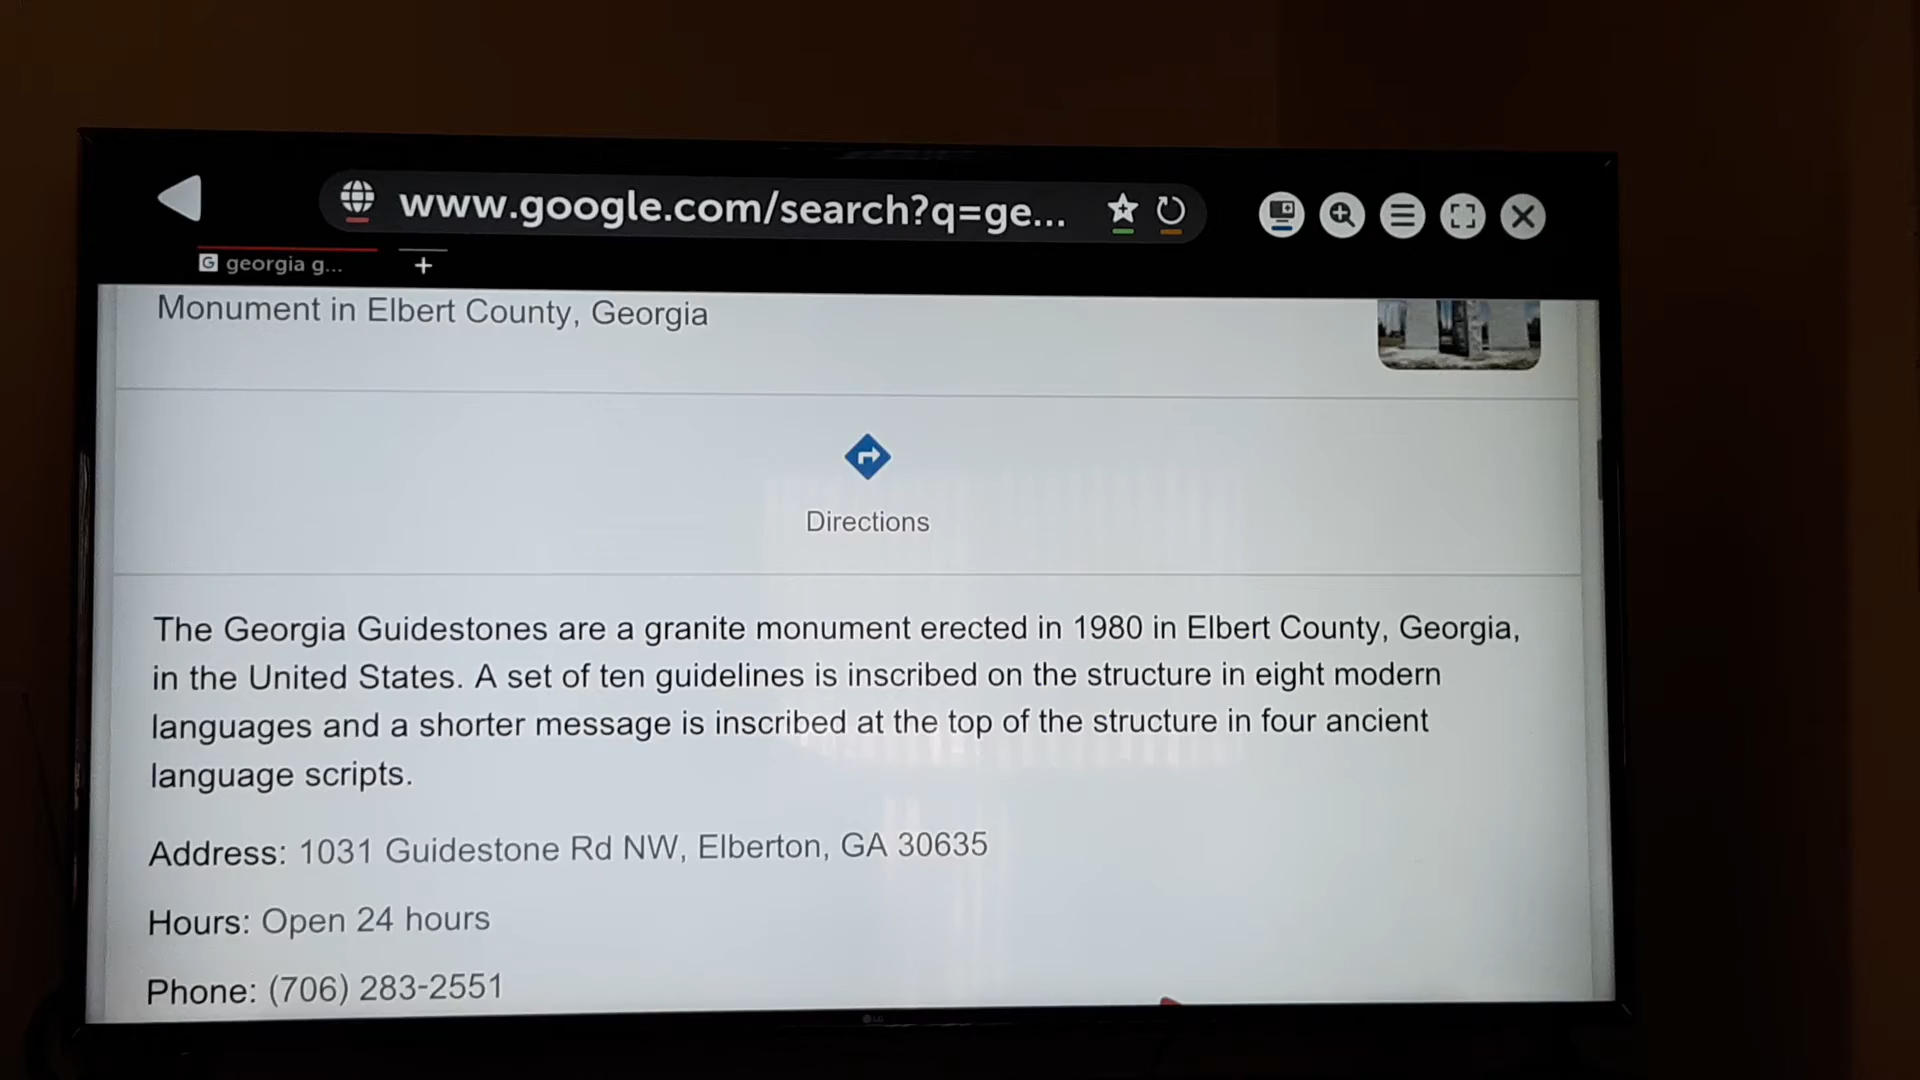 www.google.com/search?q=ge...
georgia g...
+
Monument in Elbert County, Georgia
Directions
The Georgia Guidestones are a granite monument erected in 1980 in Elbert County, Georgia,
in the United States. A set of ten guidelines is inscribed on the structure in eight modern
languages and a shorter message is inscribed at the top of the structure in four ancient
language scripts.
Address: 1031 Guidestone Rd NW, Elberton, GA 30635
Hours: Open 24 hours
Phone: (706) 283-2551
LG